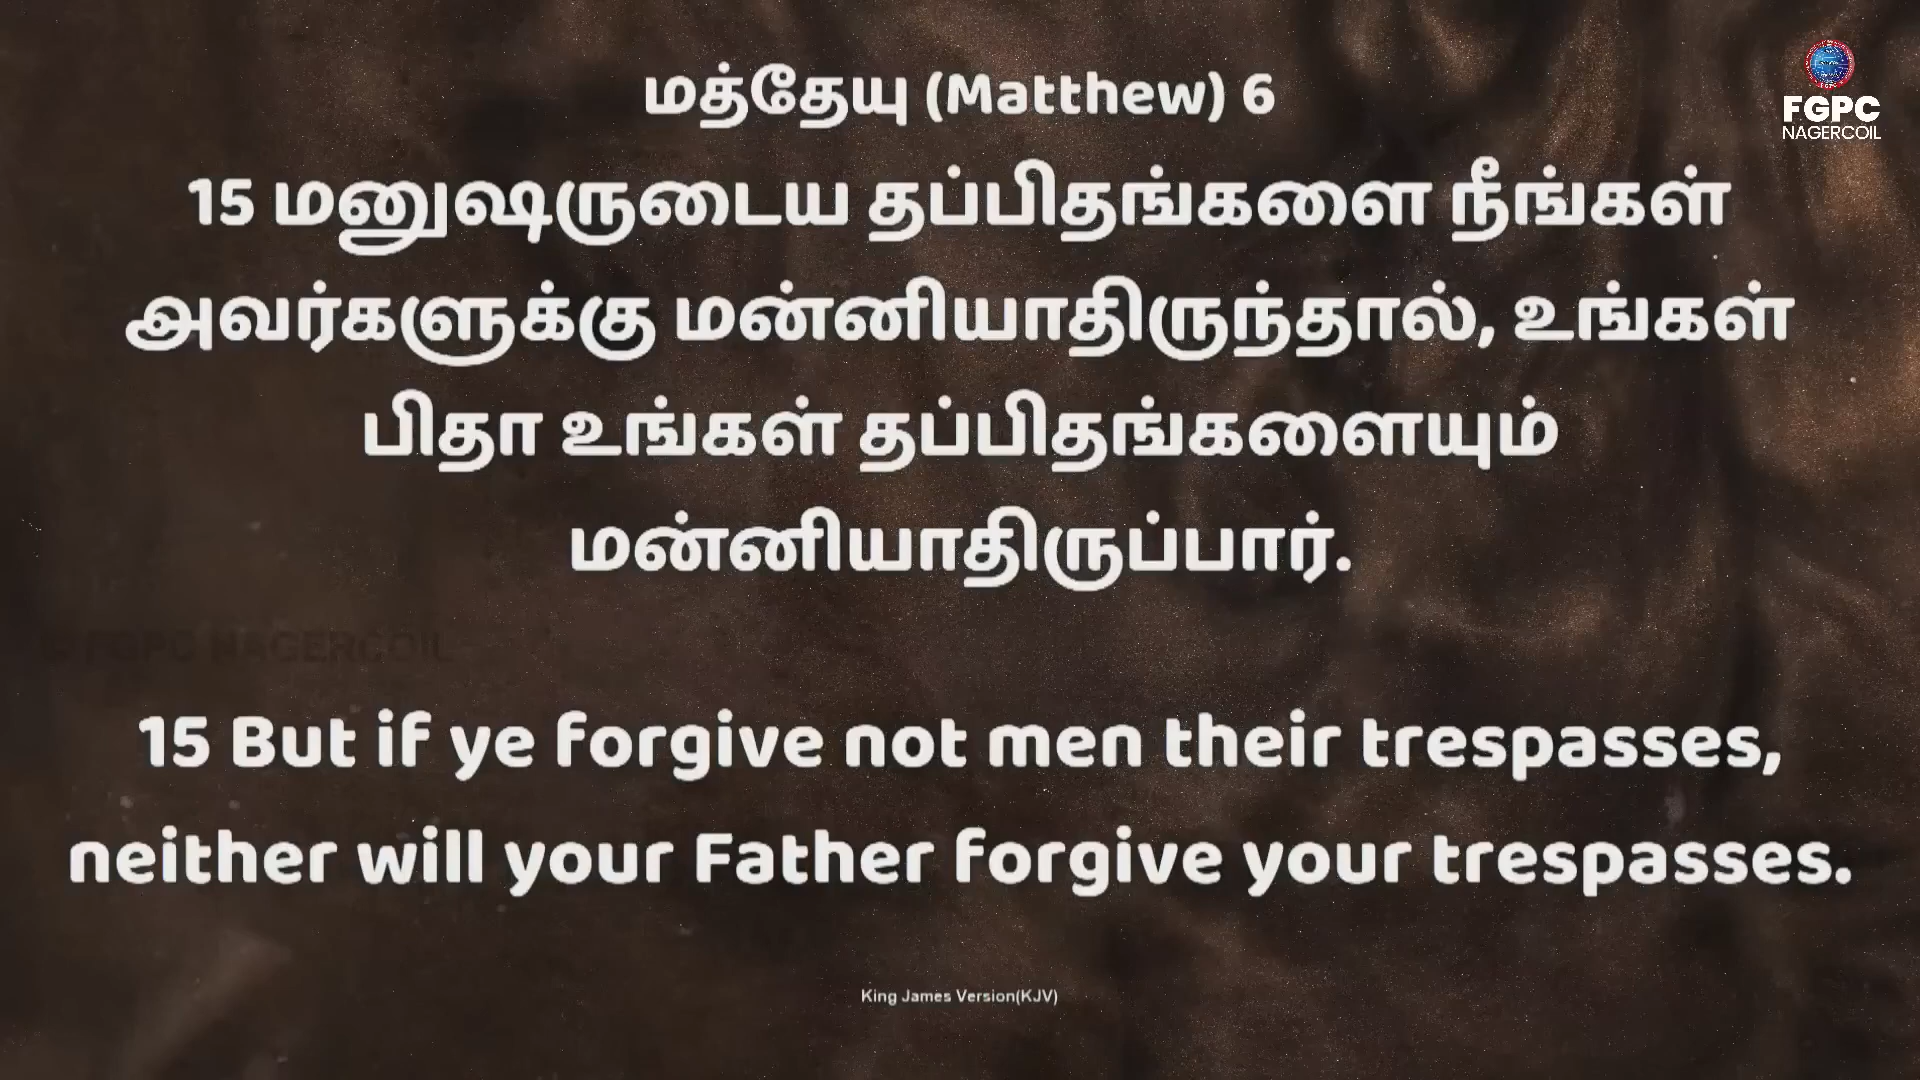 மத்தேயு (Matthew) 6
FGPC
NAGERCOIL
15 மனுஷருடைய தப்பிதங்களை நீங்கள்
அவர்களுக்கு மன்னியாதிருந்தால், உங்கள்
பிதா உங்கள் தப்பிதங்களையும்
மன்னியாதிருப்பார்.
FGPC NAGERCOIL
15 But if ye forgive not men their trespasses,
neither will your Father forgive your trespasses.
King James Version(KJV)